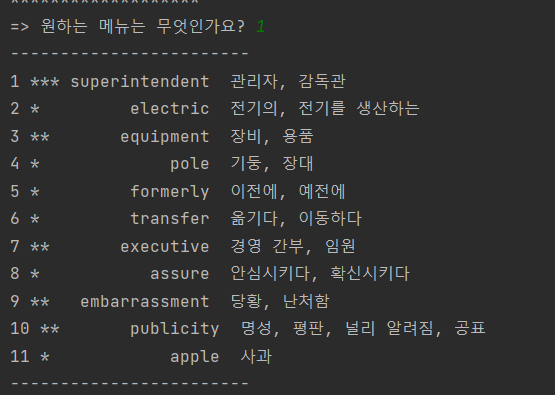 ********************
=> 원하는 메뉴는 무엇인가요? 1
------------------------
1 *** superintendent  관리자, 감독관
2 *         electric  전기의, 전기를 생산하는
3 **       equipment  장비, 용품
4 *             pole  기둥, 장대
5 *         formerly  이전에, 예전에
6 *         transfer  옮기다, 이동하다
7 **       executive  경영 간부, 임원
8 *           assure  안심시키다, 확신시키다
9 **   embarrassment  당황, 난처함
10 **       publicity  명성, 평판, 널리 알려짐, 공표
11 *            apple  사과
------------------------